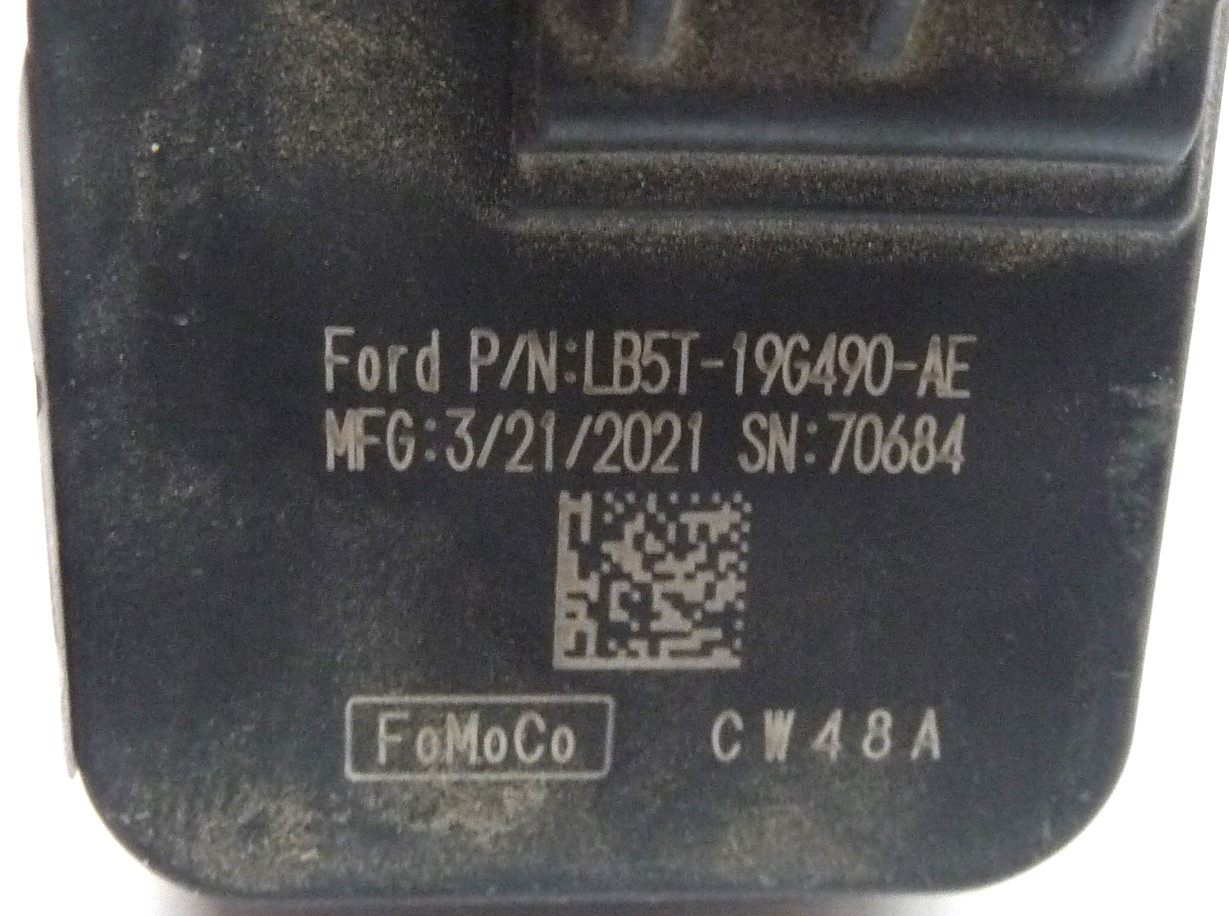 Ford P/N:LB5T-19G490-AE
MFG:3/21/2021 SN:70684
FoMoCo CW48A